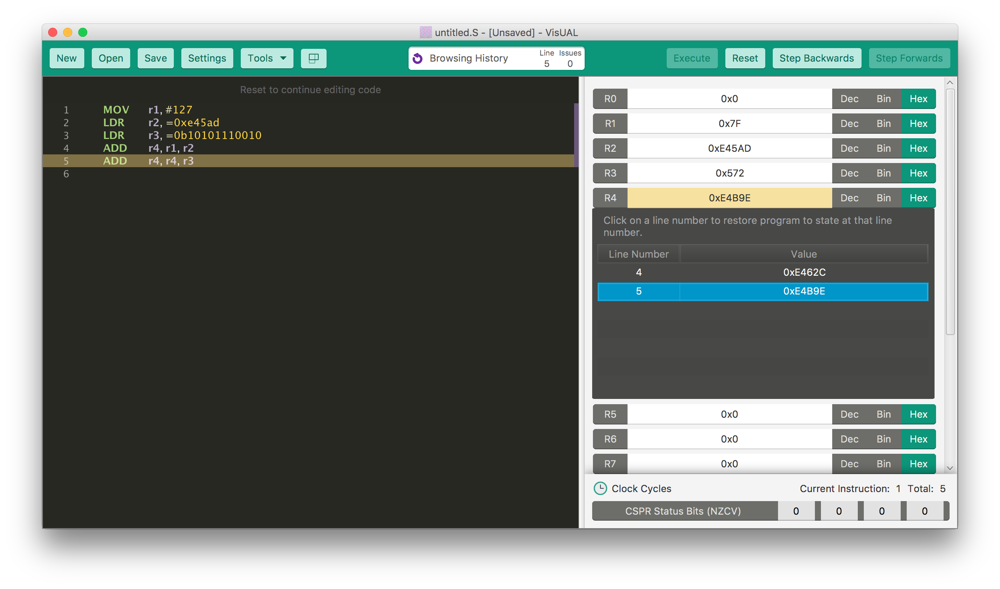 untitled.S - [Unsaved] - VisUAL
New Open Save Settings Tools Browsing History Line 5 Issues 0 Execute Reset Step Backwards Step Forwards
Reset to continue editing code
1 MOV r1, #127
2 LDR r2, =0xe45ad
3 LDR r3, =0b10101110010
4 ADD r4, r1, r2
5 ADD r4, r4, r3
6
R0 0x0 Dec Bin Hex
R1 0x7F Dec Bin Hex
R2 0xE45AD Dec Bin Hex
R3 0x572 Dec Bin Hex
R4 0xE4B9E Dec Bin Hex
Click on a line number to restore program to state at that line
number.
Line Number Value
4 0xE462C
5 0xE4B9E
R5 0x0 Dec Bin Hex
R6 0x0 Dec Bin Hex
R7 0x0 Dec Bin Hex
Clock Cycles Current Instruction: 1 Total: 5
CSPR Status Bits (NZCV) 0 0 0 0